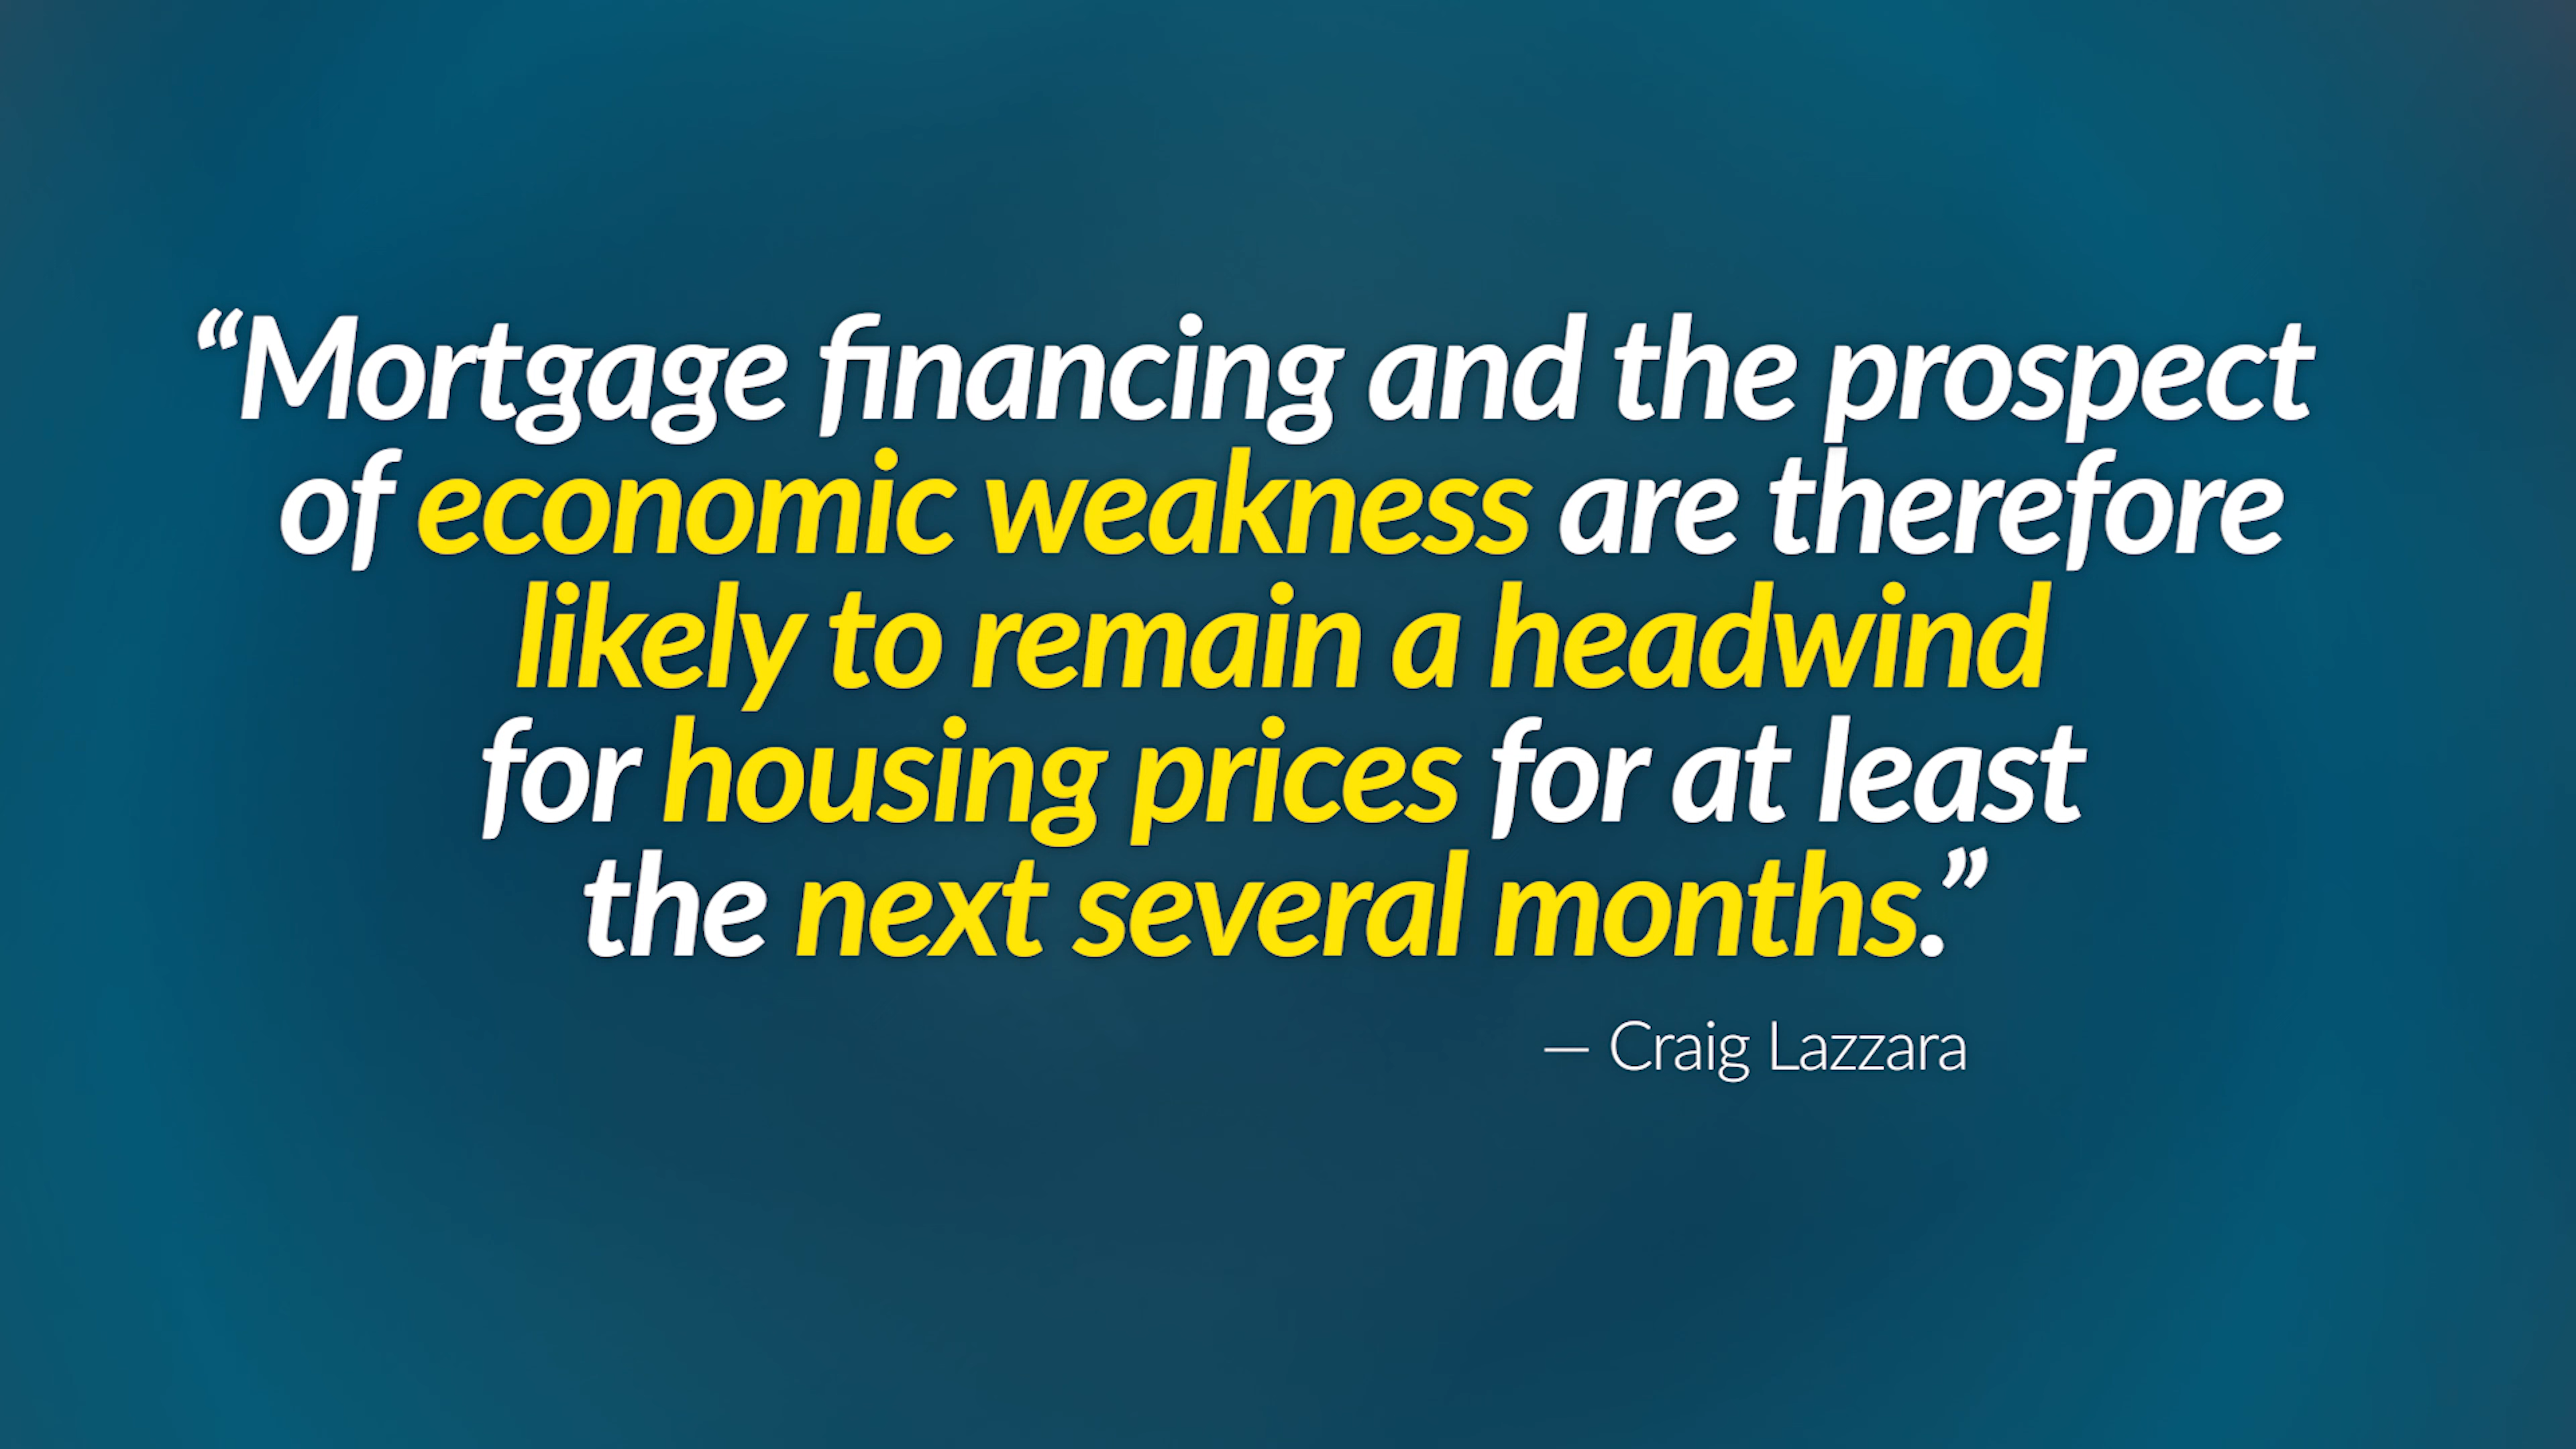 “Mortgage financing and the prospect
of economic weakness are therefore
likely to remain a headwind
for housing prices for at least
the next several months.”
— Craig Lazzara